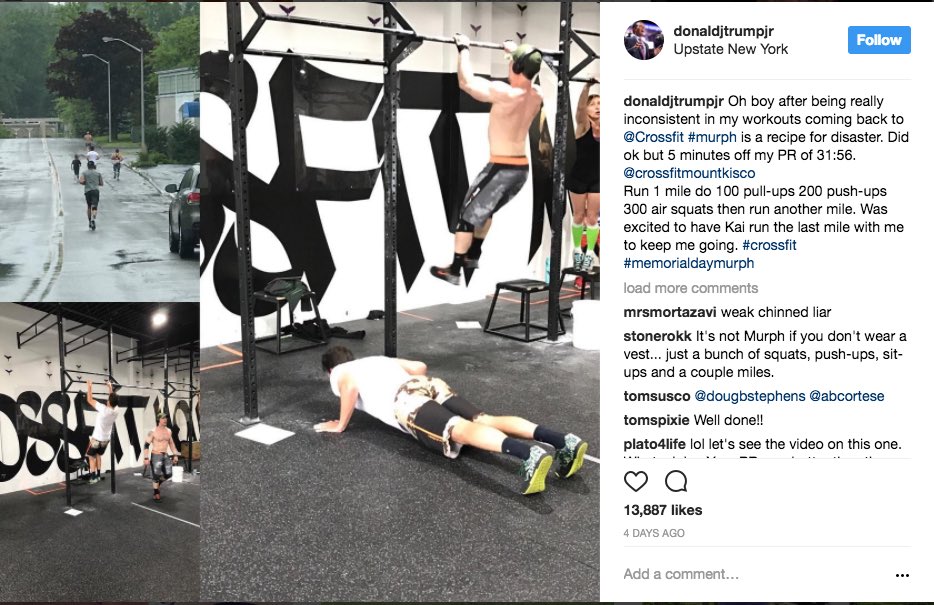 donaldjtrumpjr
Upstate New York
Follow
donaldjtrumpjr Oh boy after being really
inconsistent in my workouts coming back to
@Crossfit #murph is a recipe for disaster. Did
ok but 5 minutes off my PR of 31:56.
@crossfitmountkisco
Run 1 mile do 100 pull-ups 200 push-ups
300 air squats then run another mile. Was
excited to have Kai run the last mile with me
to keep me going. #crossfit
#memorialdaymurph
load more comments
mrsmortazavi weak chinned liar
stonerokk It's not Murph if you don't wear a
vest... just a bunch of squats, push-ups, sit-
ups and a couple miles.
tomsusco @dougbstephens @abcortese
tomspixie Well done!!
plato4life lol let's see the video on this one.
13,887 likes
4 DAYS AGO
Add a comment...
OSSFIT